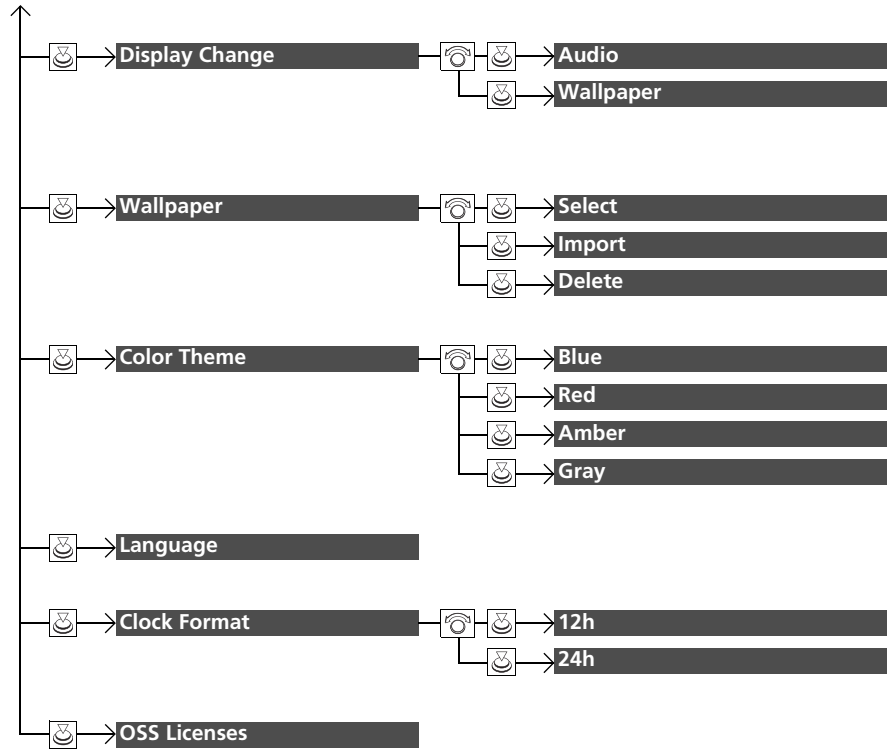 Display Change
Audio
Wallpaper
Wallpaper
Select
Import
Delete
Color Theme
Blue
Red
Amber
Gray
Language
Clock Format
12h
24h
OSS Licenses